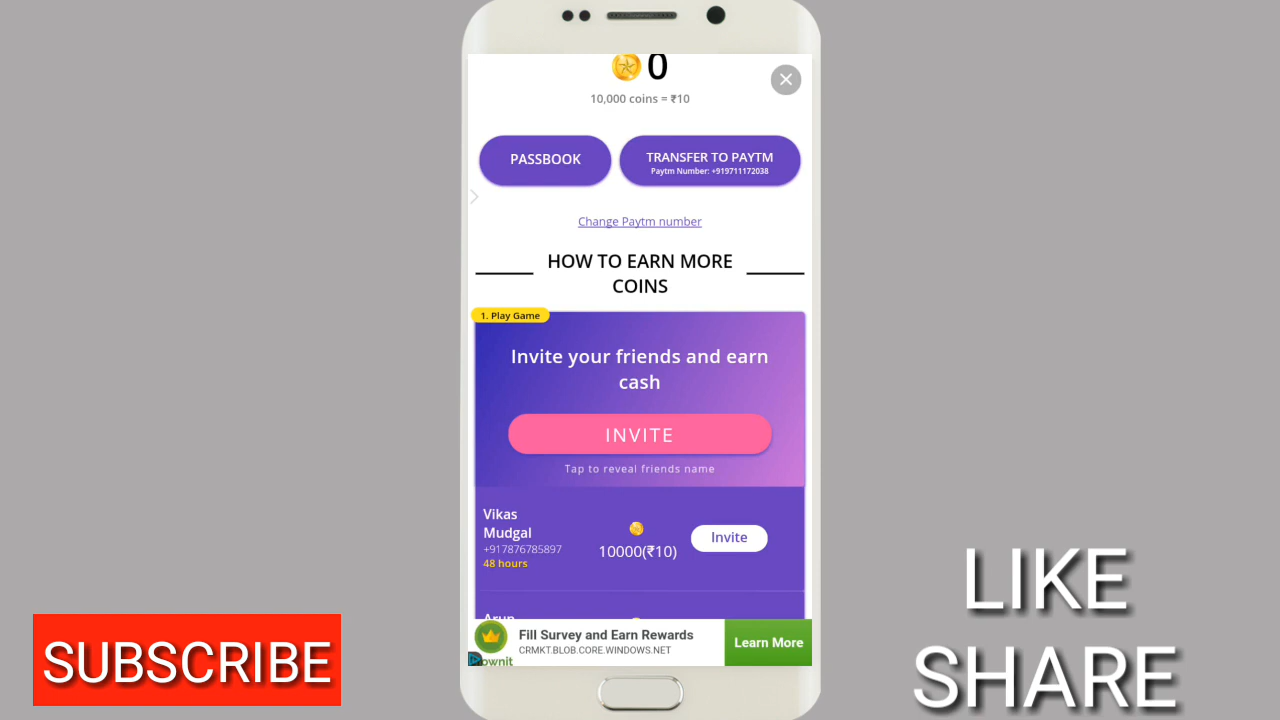 0
10,000 coins = ₹10
PASSBOOK
TRANSFER TO PAYTM
Paytm Number: +919711172038
Change Paytm number
HOW TO EARN MORE
COINS
1. Play Game
Invite your friends and earn
cash
INVITE
Tap to reveal friends name
Vikas
Mudgal
+917876785897
48 hours
10000(₹10)
Invite
Arun
Fill Survey and Earn Rewards
CRMKT.BLOB.CORE.WINDOWS.NET
Learn More
SUBSCRIBE
LIKE
SHARE